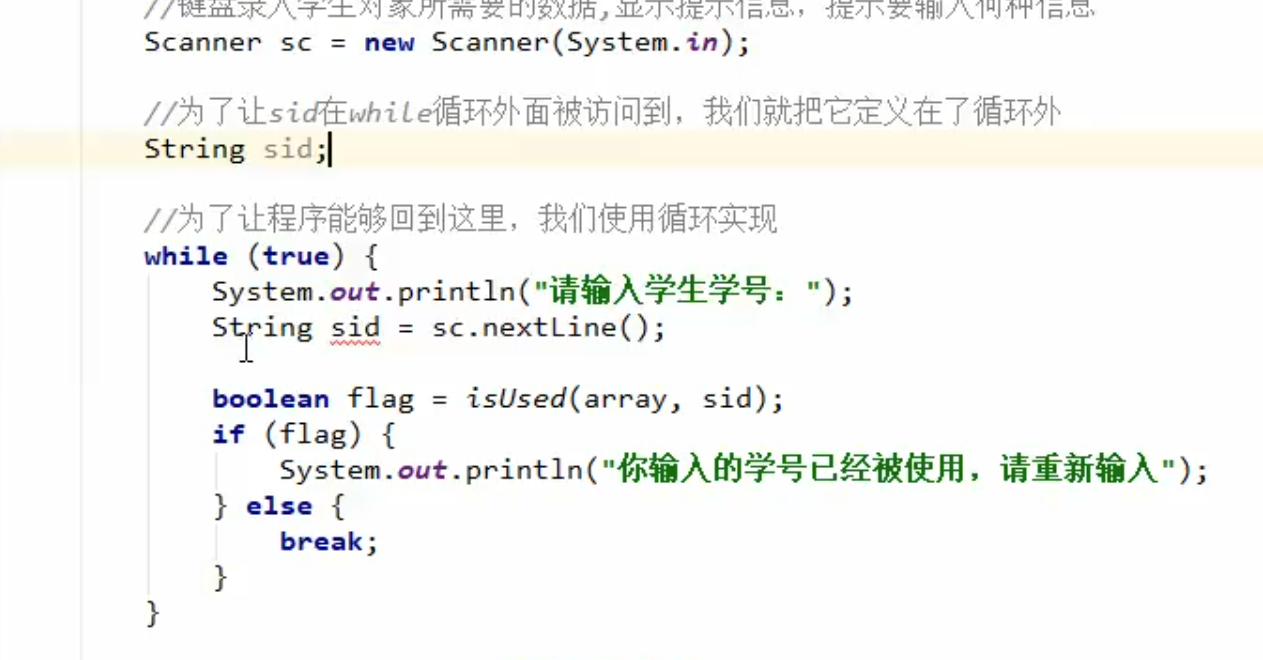 //键盘录入学生对象所需要的数据,显示提示信息，提示要输入何种信息
Scanner sc = new Scanner(System.in);
//为了让sid在while循环外面被访问到，我们就把它定义在了循环外
String sid;
//为了让程序能够回到这里，我们使用循环实现
while (true) {
System.out.println("请输入学生学号：");
String sid = sc.nextLine();
boolean flag = isUsed(array, sid);
if (flag) {
System.out.println("你输入的学号已经被使用，请重新输入");
} else {
break;
}
}